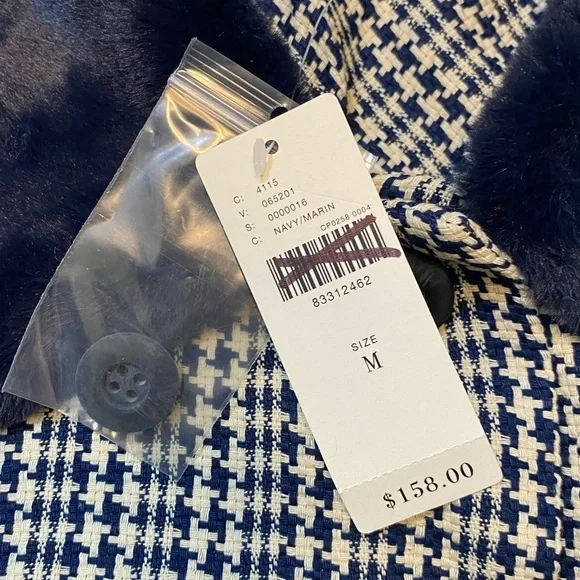 C: 4115
V: 065201
S: 0000016
C: NAVY/MARIN
CP0258 0004
83312462
SIZE
M
$158.00